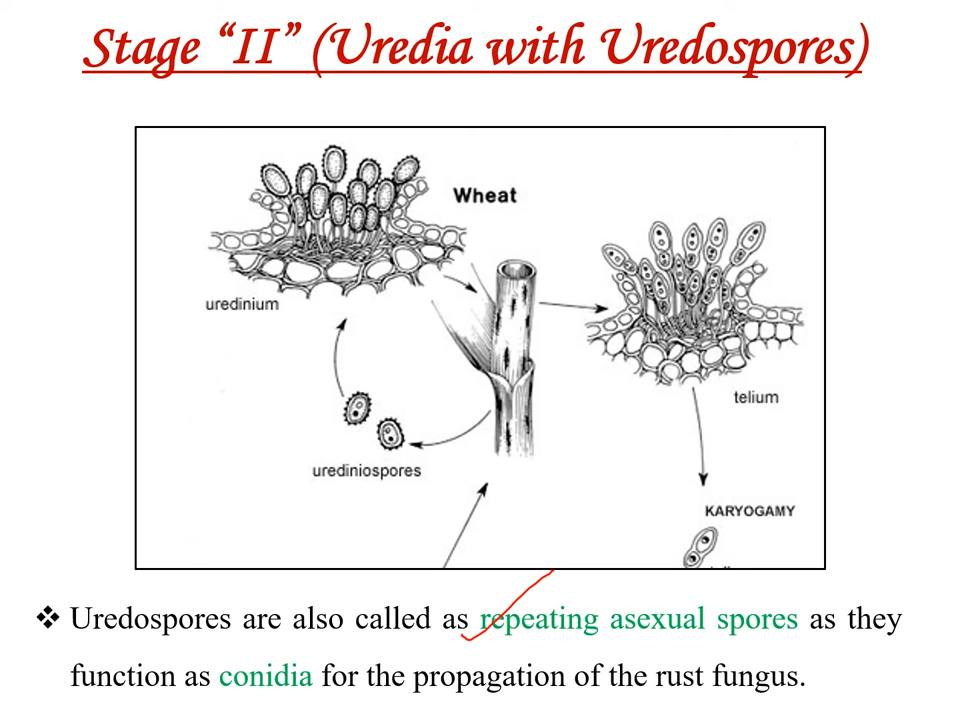 Stage “II” (Uredia with Uredospores)
Wheat
uredinium
telium
urediniospores
KARYOGAMY
❖ Uredospores are also called as repeating asexual spores as they
function as conidia for the propagation of the rust fungus.